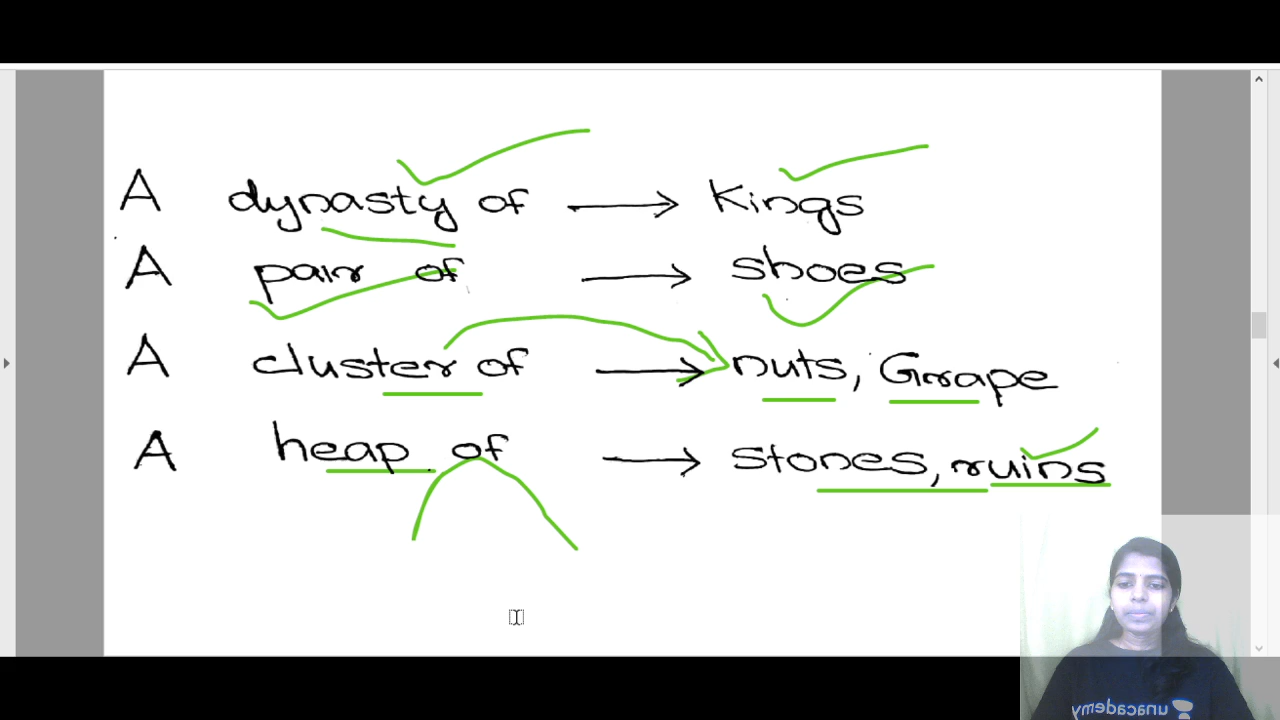 A dynasty of → Kings
A pair of → shoes
A cluster of → nuts, Grape
A heap of → stones, ruins
unacademy